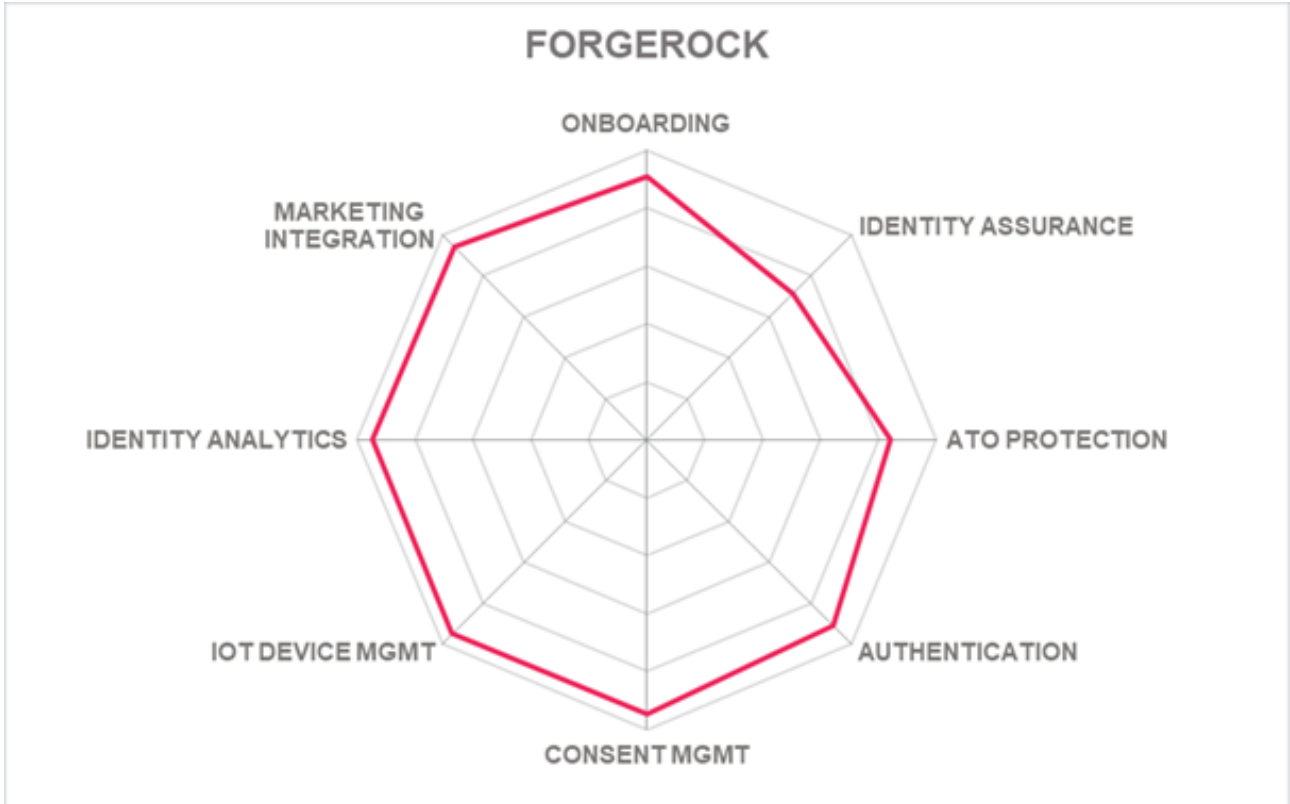 FORGEROCK
ONBOARDING
MARKETING
INTEGRATION
IDENTITY ASSURANCE
IDENTITY ANALYTICS
ATO PROTECTION
IOT DEVICE MGMT
AUTHENTICATION
CONSENT MGMT